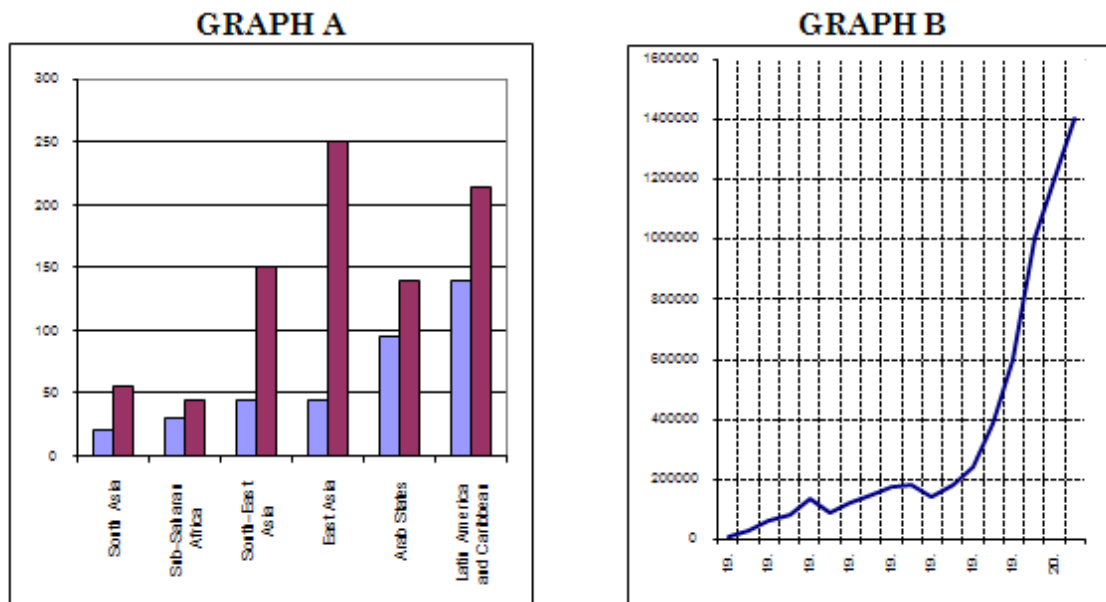 GRAPH A
300
250
200
150
100
50
0
South Asia
Sub-Saharan
Africa
South-East
Asia
East Asia
Arab States
Latin America
and Caribbean
GRAPH B
1600000
1400000
1200000
1000000
800000
600000
400000
200000
0
19.
19.
19.
19.
19.
19.
19.
19.
20.